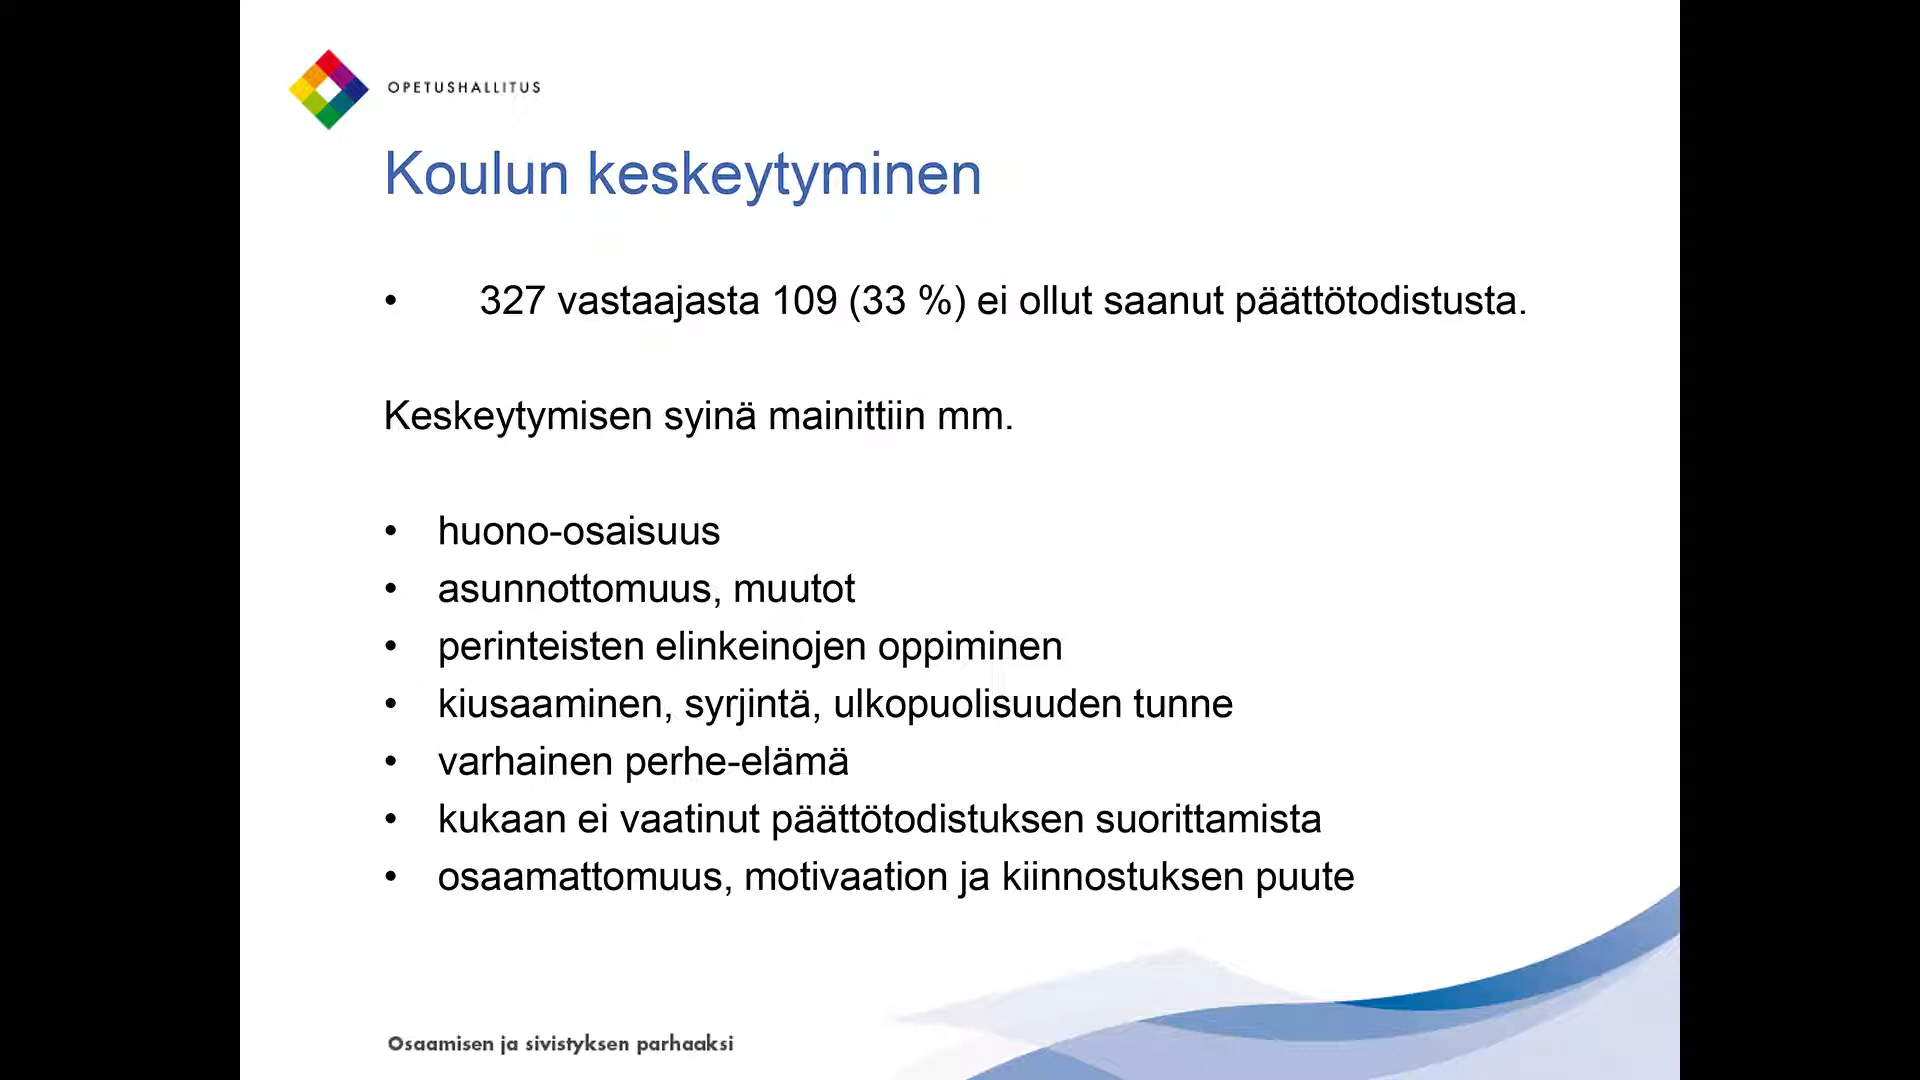 OPETUSHALLITUS
Koulun keskeytyminen
• 327 vastaajasta 109 (33 %) ei ollut saanut päättötodistusta.
Keskeytymisen syinä mainittiin mm.
• huono-osaisuus
• asunnottomuus, muutot
• perinteisten elinkeinojen oppiminen
• kiusaaminen, syrjintä, ulkopuolisuuden tunne
• varhainen perhe-elämä
• kukaan ei vaatinut päättötodistuksen suorittamista
• osaamattomuus, motivaation ja kiinnostuksen puute
Osaamisen ja sivistyksen parhaaksi